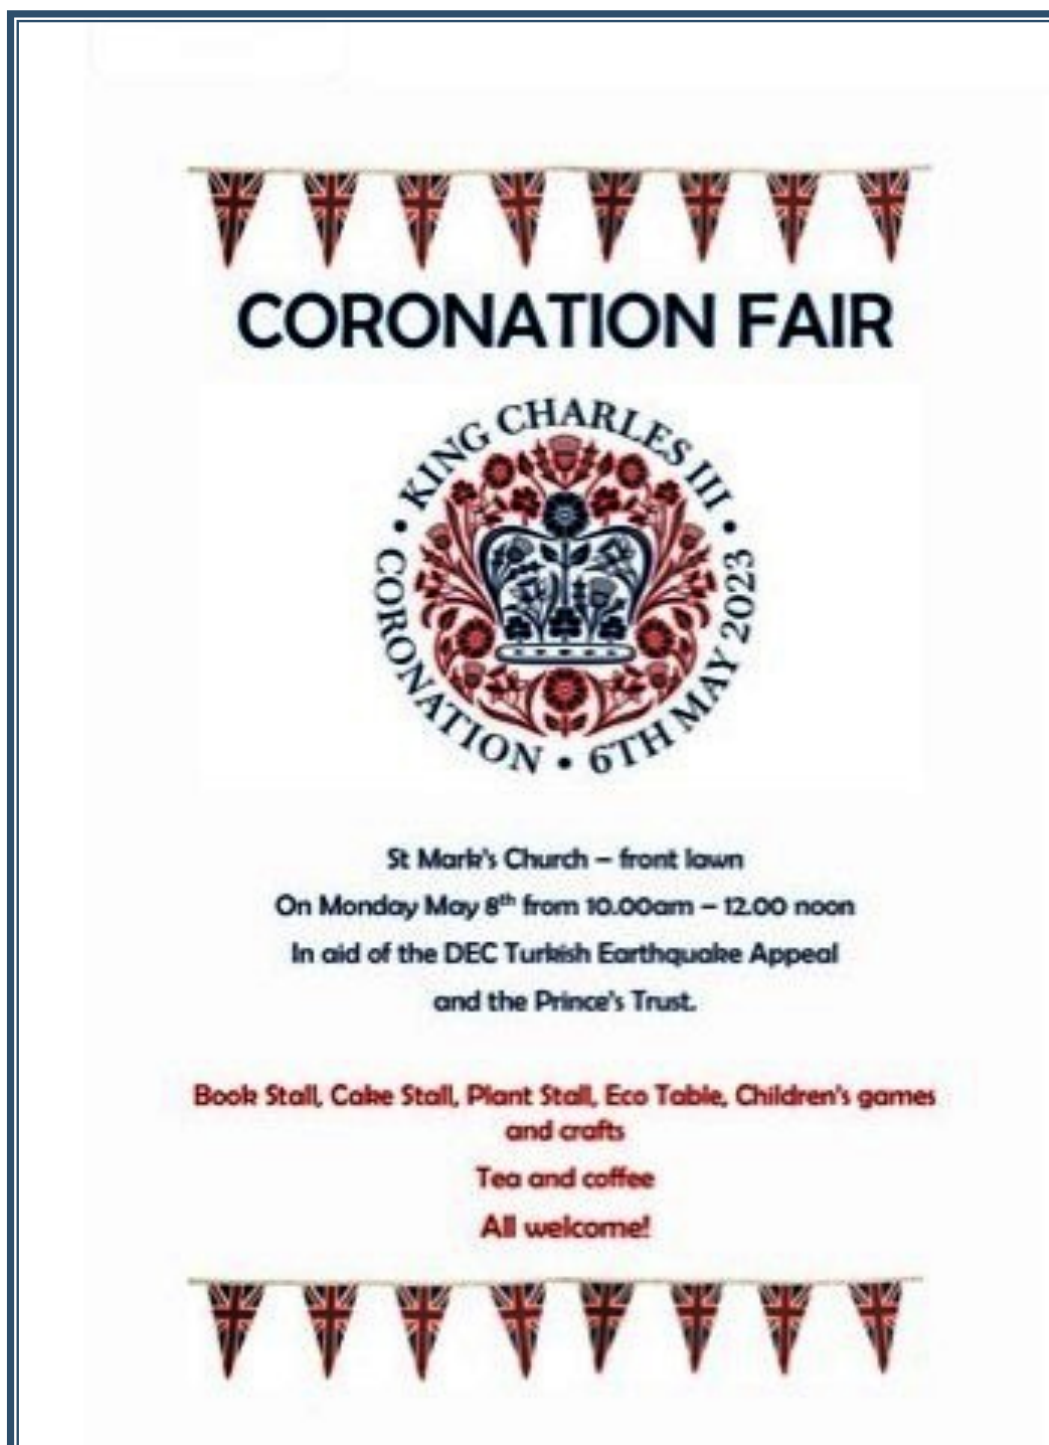 CORONATION FAIR
• KING CHARLES III •
CORONATION • 6TH MAY 2023
St Mark's Church – front lawn
On Monday May 8th from 10.00am – 12.00 noon
In aid of the DEC Turkish Earthquake Appeal
and the Prince's Trust.
Book Stall, Cake Stall, Plant Stall, Eco Table, Children's games
and crafts
Tea and coffee
All welcome!